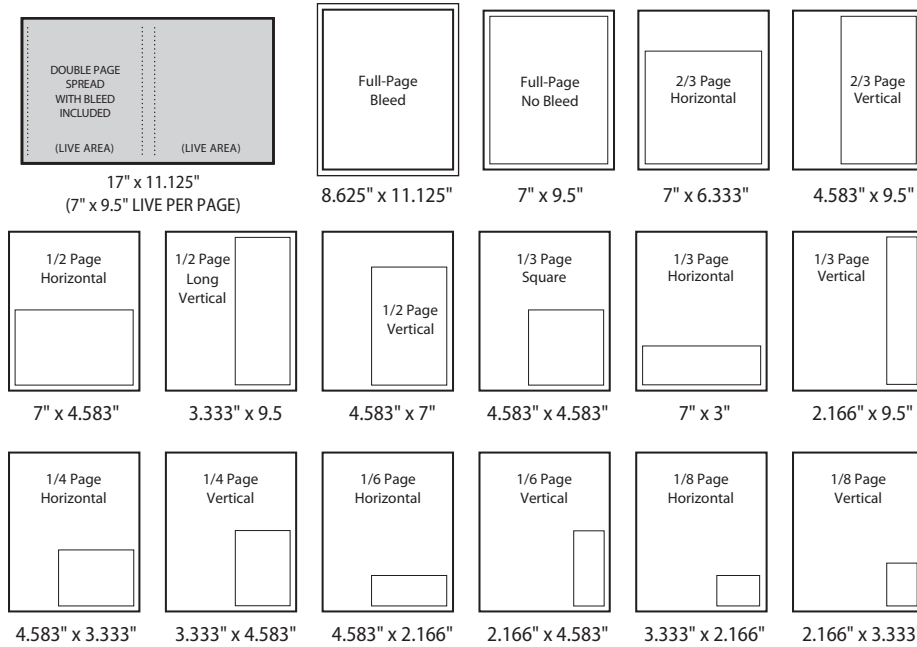 DOUBLE PAGE
SPREAD
WITH BLEED
INCLUDED
(LIVE AREA)
(LIVE AREA)
17" x 11.125"
(7" x 9.5" LIVE PER PAGE)
Full-Page
Bleed
8.625" x 11.125"
Full-Page
No Bleed
7" x 9.5"
2/3 Page
Horizontal
7" x 6.333"
2/3 Page
Vertical
4.583" x 9.5"
1/2 Page
Horizontal
7" x 4.583"
1/2 Page
Long
Vertical
3.333" x 9.5
1/2 Page
Vertical
4.583" x 7"
1/3 Page
Square
4.583" x 4.583"
1/3 Page
Horizontal
7" x 3"
1/3 Page
Vertical
2.166" x 9.5"
1/4 Page
Horizontal
4.583" x 3.333"
1/4 Page
Vertical
3.333" x 4.583"
1/6 Page
Horizontal
4.583" x 2.166"
1/6 Page
Vertical
2.166" x 4.583"
1/8 Page
Horizontal
3.333" x 2.166"
1/8 Page
Vertical
2.166" x 3.333